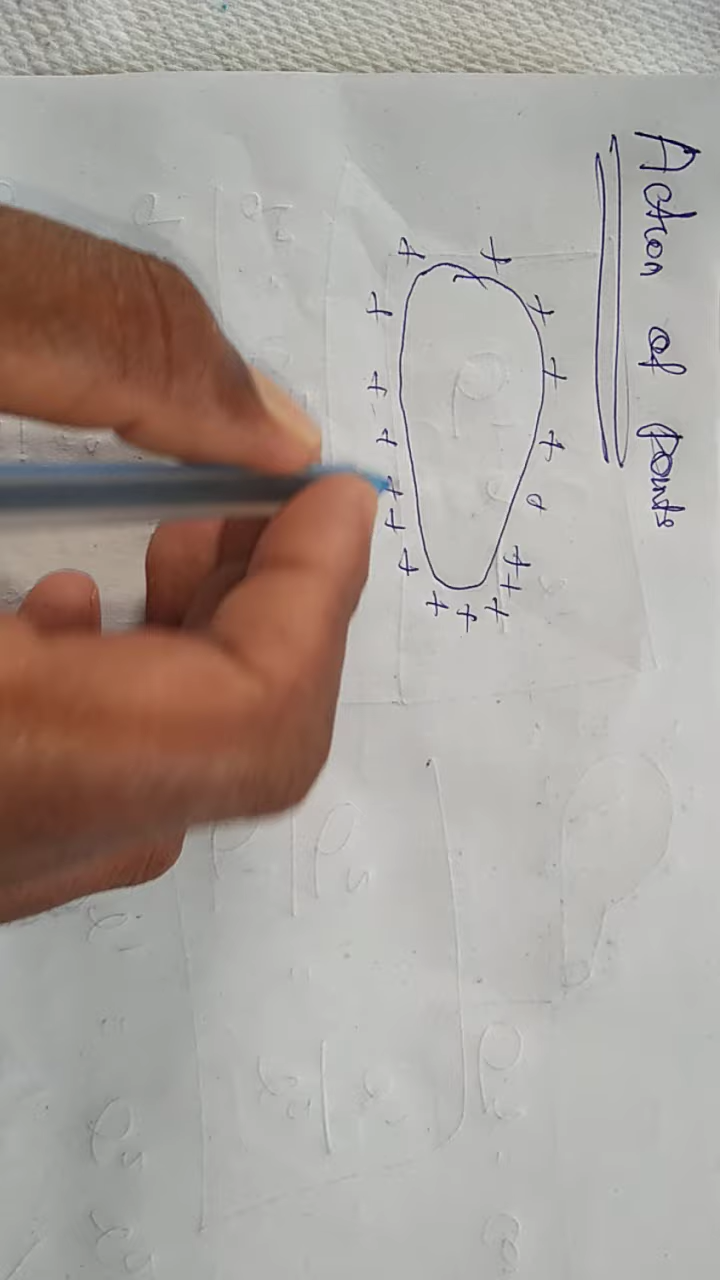 Action of Points
+ + + + + σ + + +
+ + + + + + + + +